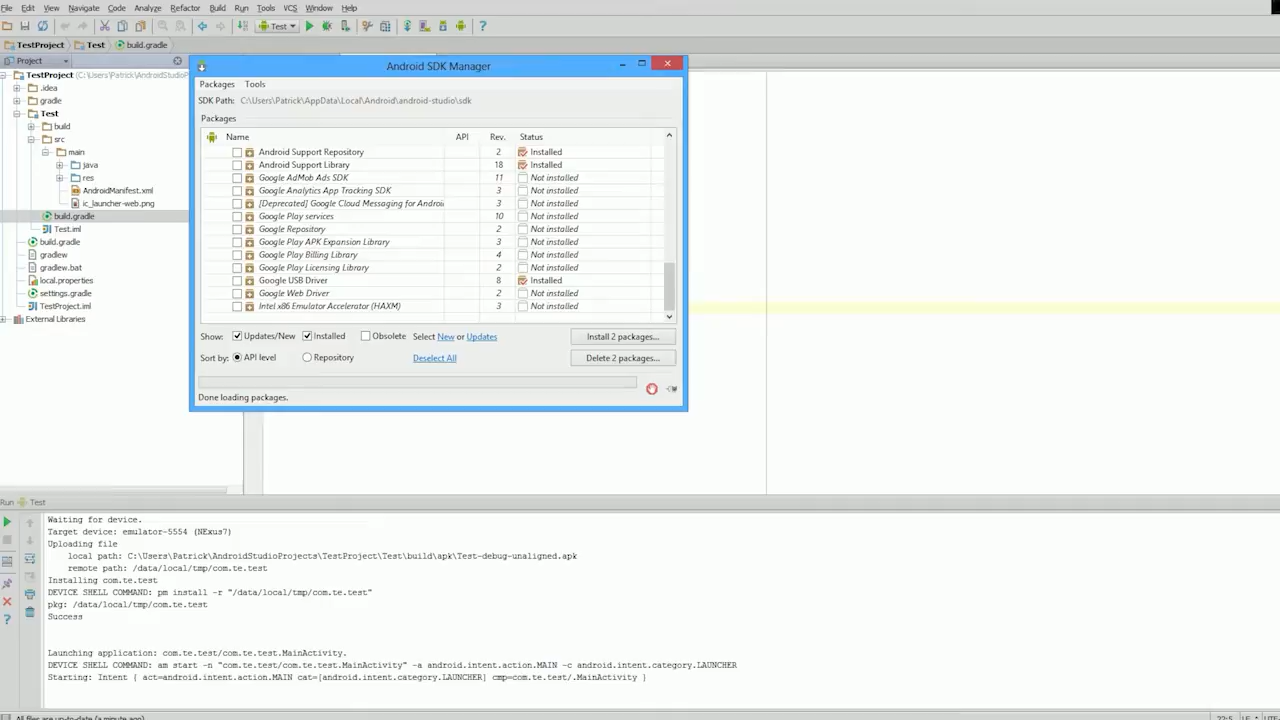 File Edit View Navigate Code Analyze Refactor Build Run Tools VCS Window Help
Test
TestProject Test build.gradle
Project
TestProject (C:\Users\Patrick\AndroidStudioP
.idea
gradle
Test
build
src
main
java
res
AndroidManifest.xml
ic_launcher-web.png
build.gradle
Test.iml
build.gradle
gradlew
gradlew.bat
local.properties
settings.gradle
TestProject.iml
External Libraries
Android SDK Manager
Packages Tools
SDK Path: C:\Users\Patrick\AppData\Local\Android\android-studio\sdk
Packages
Name API Rev. Status
Android Support Repository 2 Installed
Android Support Library 18 Installed
Google AdMob Ads SDK 11 Not installed
Google Analytics App Tracking SDK 3 Not installed
[Deprecated] Google Cloud Messaging for Androi 3 Not installed
Google Play services 10 Not installed
Google Repository 2 Not installed
Google Play APK Expansion Library 3 Not installed
Google Play Billing Library 4 Not installed
Google Play Licensing Library 2 Not installed
Google USB Driver 8 Installed
Google Web Driver 2 Not installed
Intel x86 Emulator Accelerator (HAXM) 3 Not installed
Show: Updates/New Installed Obsolete Select New or Updates Install 2 packages...
Sort by: API level Repository Deselect All Delete 2 packages...
Done loading packages.
Run Test
Waiting for device.
Target device: emulator-5554 (NExus7)
Uploading file
local path: C:\Users\Patrick\AndroidStudioProjects\TestProject\Test\build\apk\Test-debug-unaligned.apk
remote path: /data/local/tmp/com.te.test
Installing com.te.test
DEVICE SHELL COMMAND: pm install -r "/data/local/tmp/com.te.test"
pkg: /data/local/tmp/com.te.test
Success
Launching application: com.te.test/com.te.test.MainActivity.
DEVICE SHELL COMMAND: am start -n "com.te.test/com.te.test.MainActivity" -a android.intent.action.MAIN -c android.intent.category.LAUNCHER
Starting: Intent { act=android.intent.action.MAIN cat=[android.intent.category.LAUNCHER] cmp=com.te.test/.MainActivity }
All files are up-to-date (a minute ago)